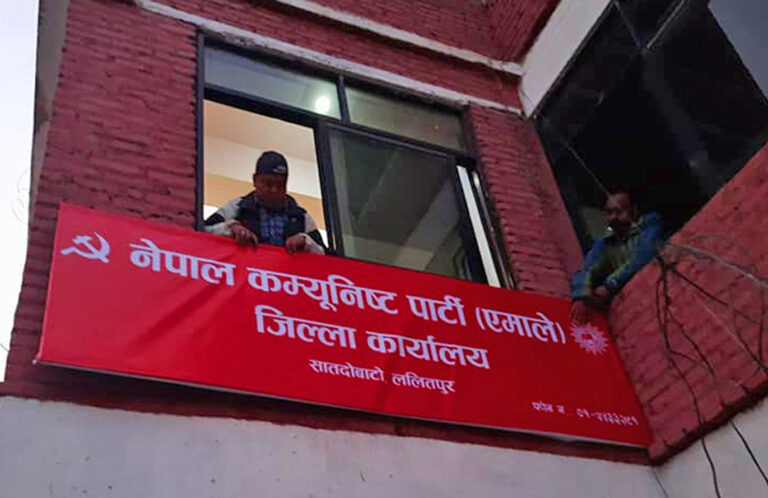 नेपाल कम्यूनिष्ट पार्टी (एमाले)
जिल्ला कार्यालय
सातदोबाटो ललितपुर
फोन न